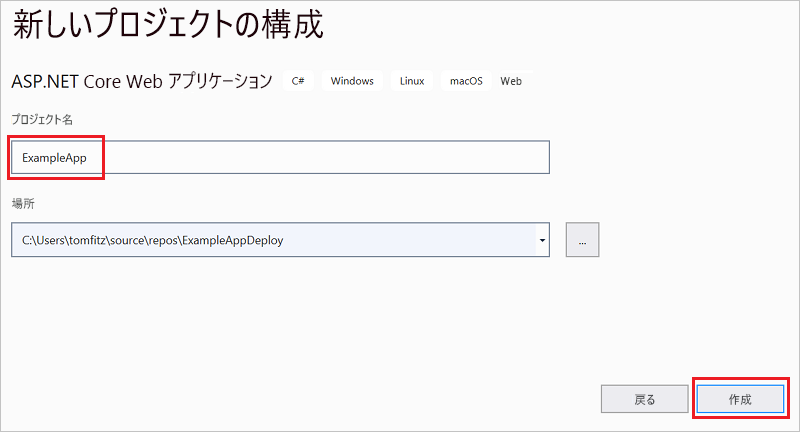 新しいプロジェクトの構成
ASP.NET Core Web アプリケーション C# Windows Linux macOS Web
プロジェクト名
ExampleApp
場所
C:\Users\tomfitz\source\repos\ExampleAppDeploy ...
戻る 作成